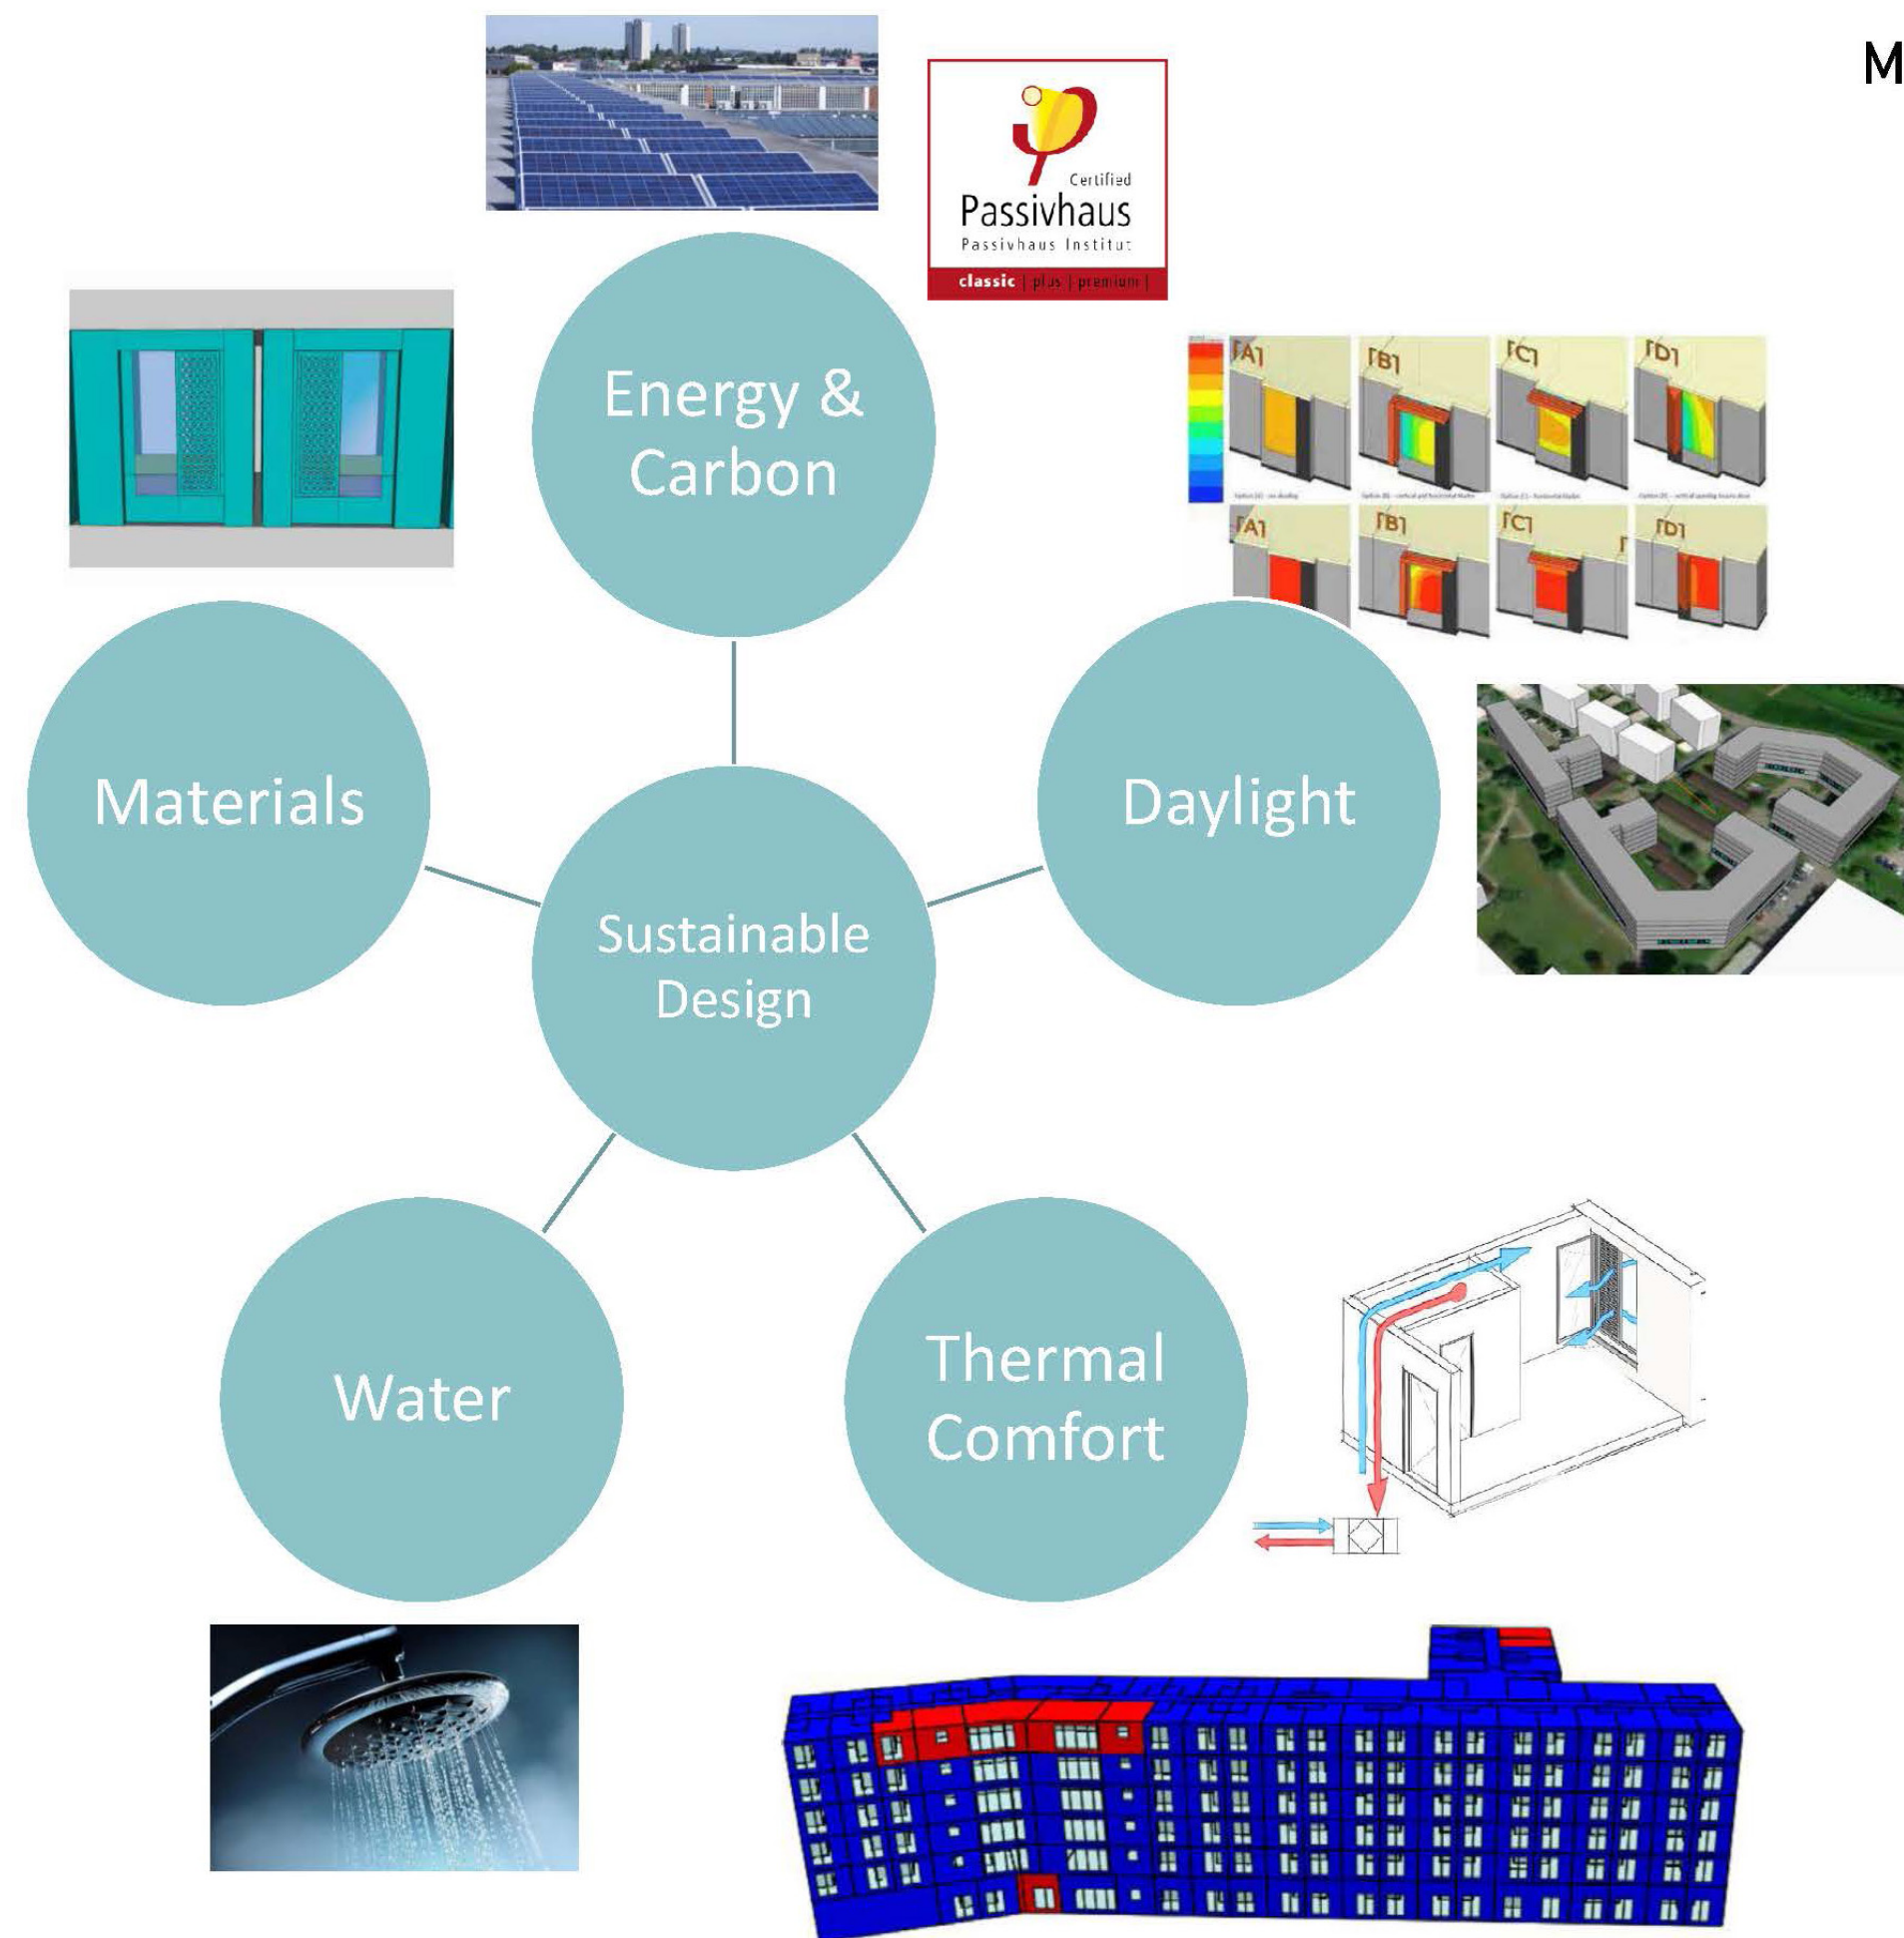 M
Certified
Passivhaus
Passivhaus Institut
classic | plus | premium |
Energy &
Carbon
[A]
[B]
[C]
[D]
[A]
[B]
[C]
[D]
Materials
Daylight
Sustainable
Design
Water
Thermal
Comfort